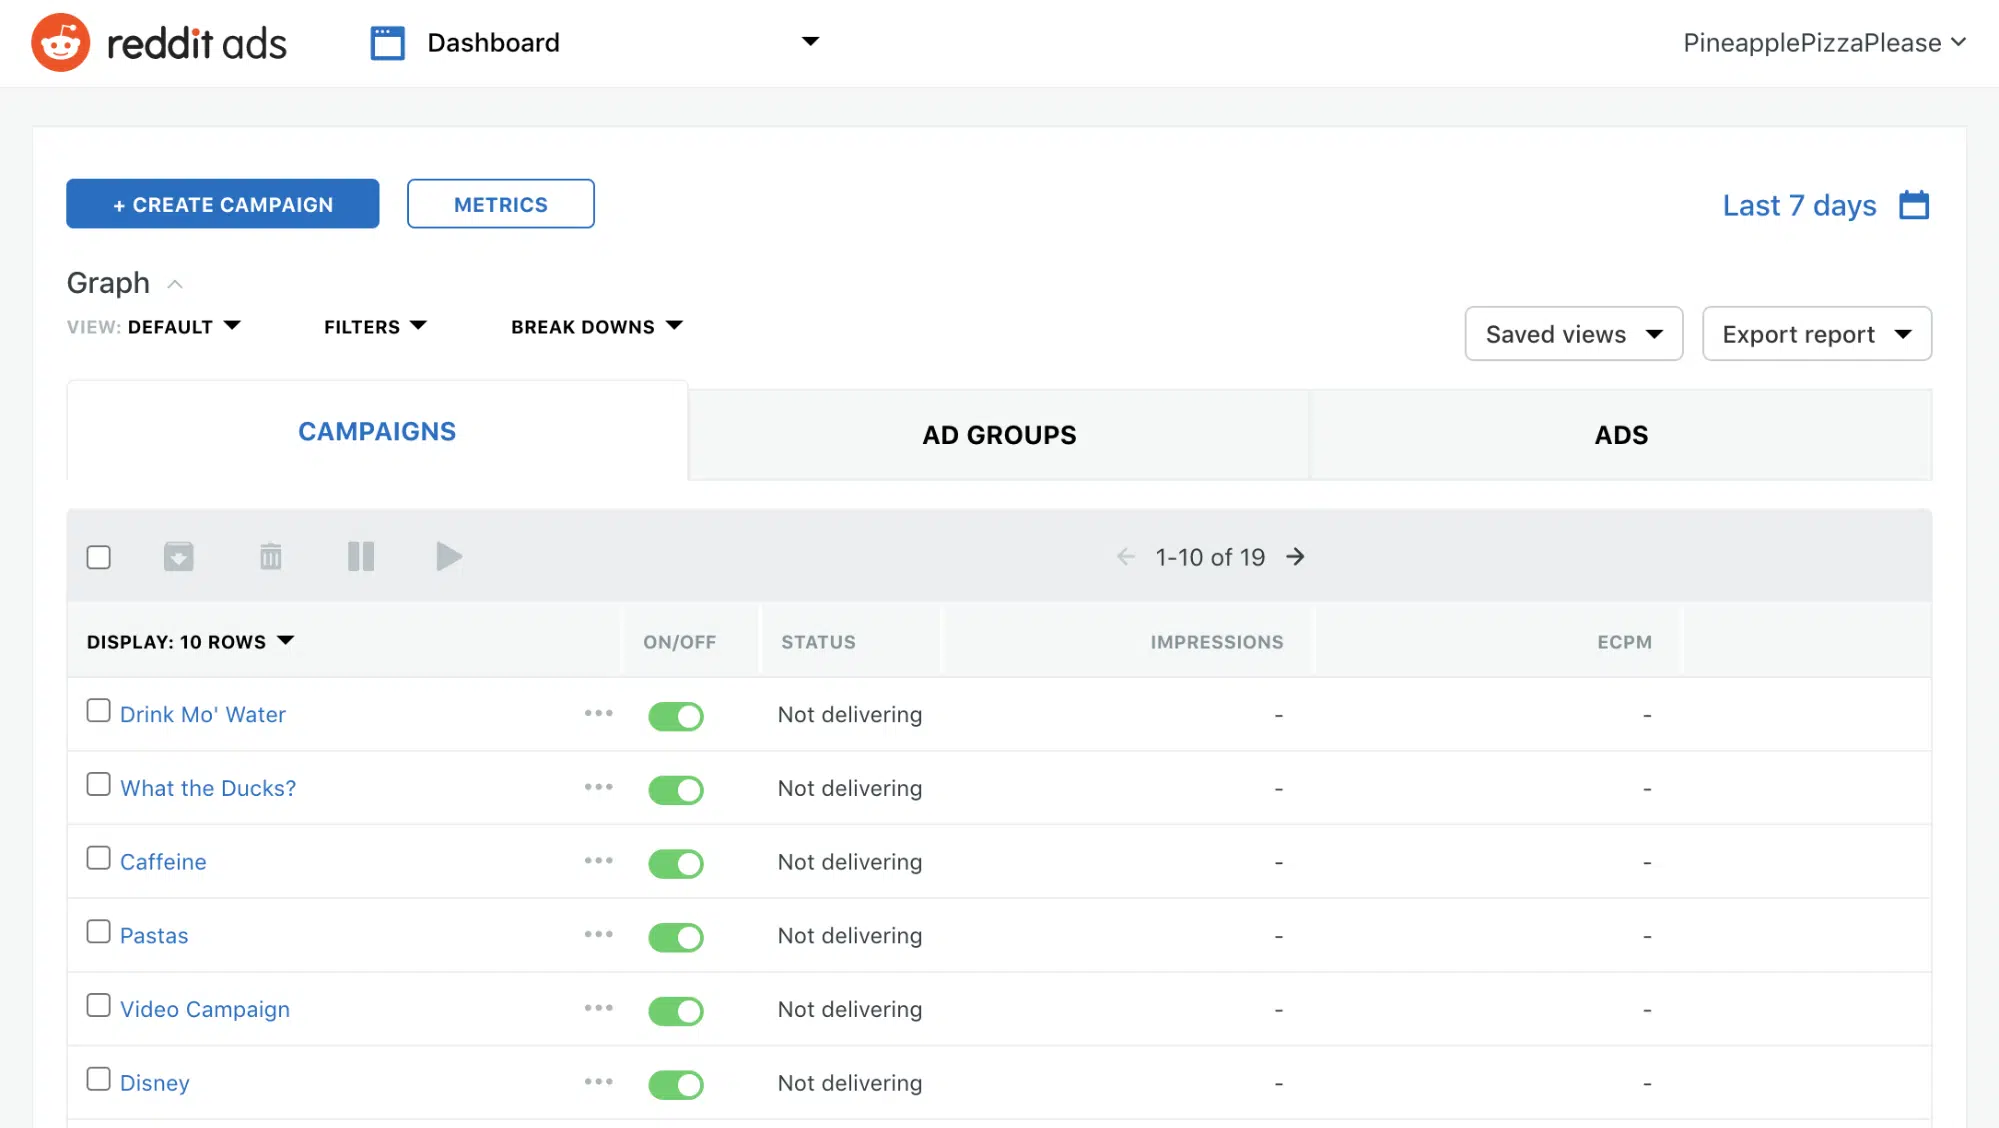 reddit ads Dashboard PineapplePizzaPlease
+ CREATE CAMPAIGN METRICS Last 7 days
Graph
VIEW: DEFAULT FILTERS BREAK DOWNS Saved views Export report
CAMPAIGNS AD GROUPS ADS
1-10 of 19
DISPLAY: 10 ROWS ON/OFF STATUS IMPRESSIONS ECPM
Drink Mo' Water ••• Not delivering - -
What the Ducks? ••• Not delivering - -
Caffeine ••• Not delivering - -
Pastas ••• Not delivering - -
Video Campaign ••• Not delivering - -
Disney ••• Not delivering - -